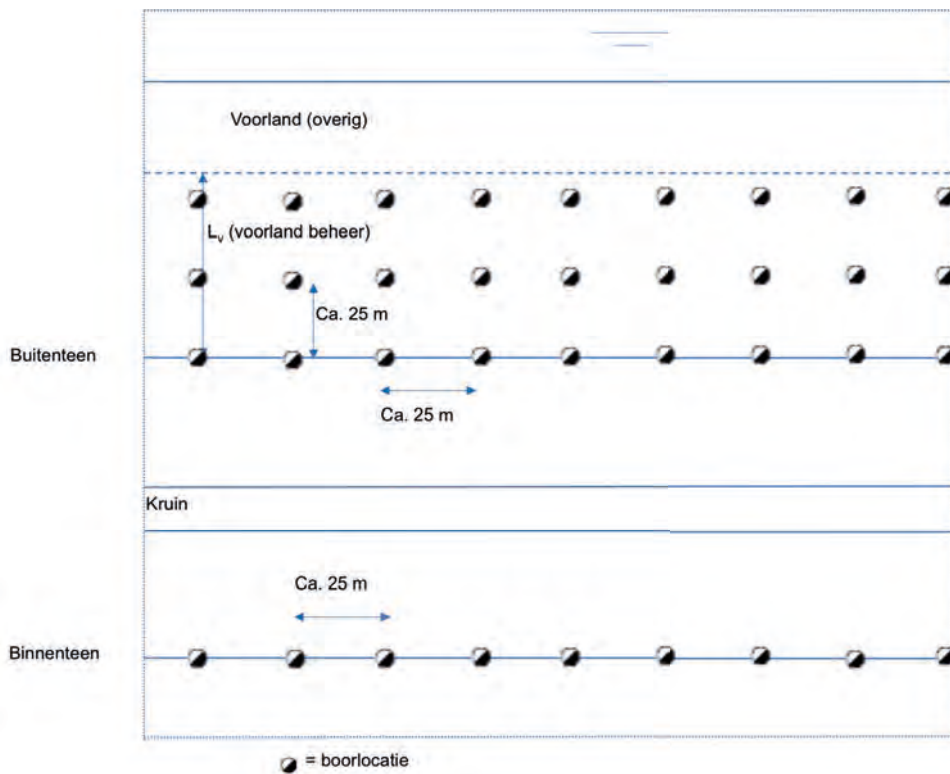 Voorland (overig)
Lv (voorland beheer)
Ca. 25 m
Buitenteen
Ca. 25 m
Kruin
Ca. 25 m
Binnenteen
= boorlocatie